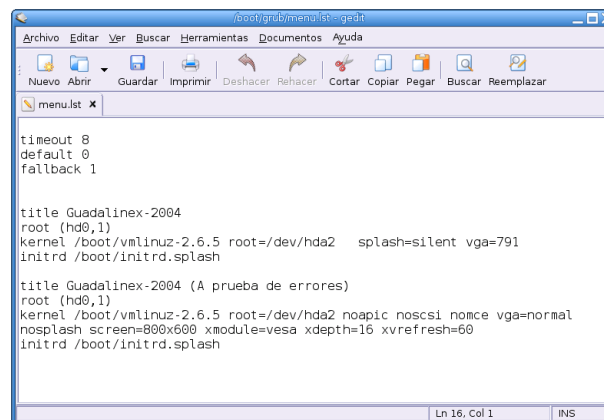 /boot/grub/menu.lst - gedit
Archivo Editar Ver Buscar Herramientas Documentos Ayuda
Nuevo Abrir Guardar Imprimir Deshacer Rehacer Cortar Copiar Pegar Buscar Reemplazar
menu.lst
timeout 8
default 0
fallback 1
title Guadalinex-2004
root (hd0,1)
kernel /boot/vmlinuz-2.6.5 root=/dev/hda2   splash=silent vga=791
initrd /boot/initrd.splash
title Guadalinex-2004 (A prueba de errores)
root (hd0,1)
kernel /boot/vmlinuz-2.6.5 root=/dev/hda2 noapic noscsi nomce vga=normal
nosplash screen=800x600 xmodule=vesa xdepth=16 xvrefresh=60
initrd /boot/initrd.splash
Ln 16, Col 1 INS